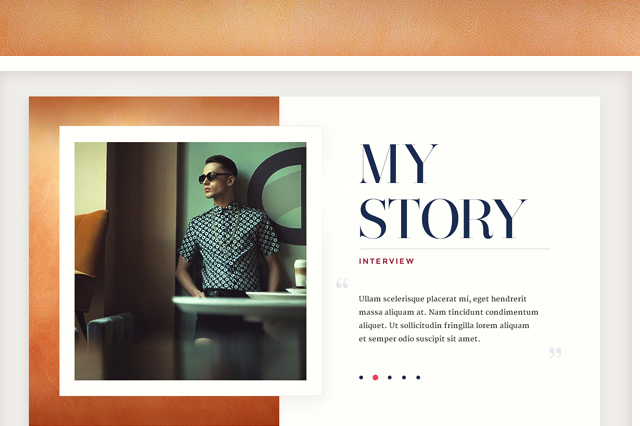 MY
STORY
INTERVIEW
“
Ullam scelerisque placerat mi, eget hendrerit
massa aliquam at. Nam tincidunt condimentum
aliquet. Ut sollicitudin fringilla lorem aliquam
et semper odio suscipit sit amet.
”